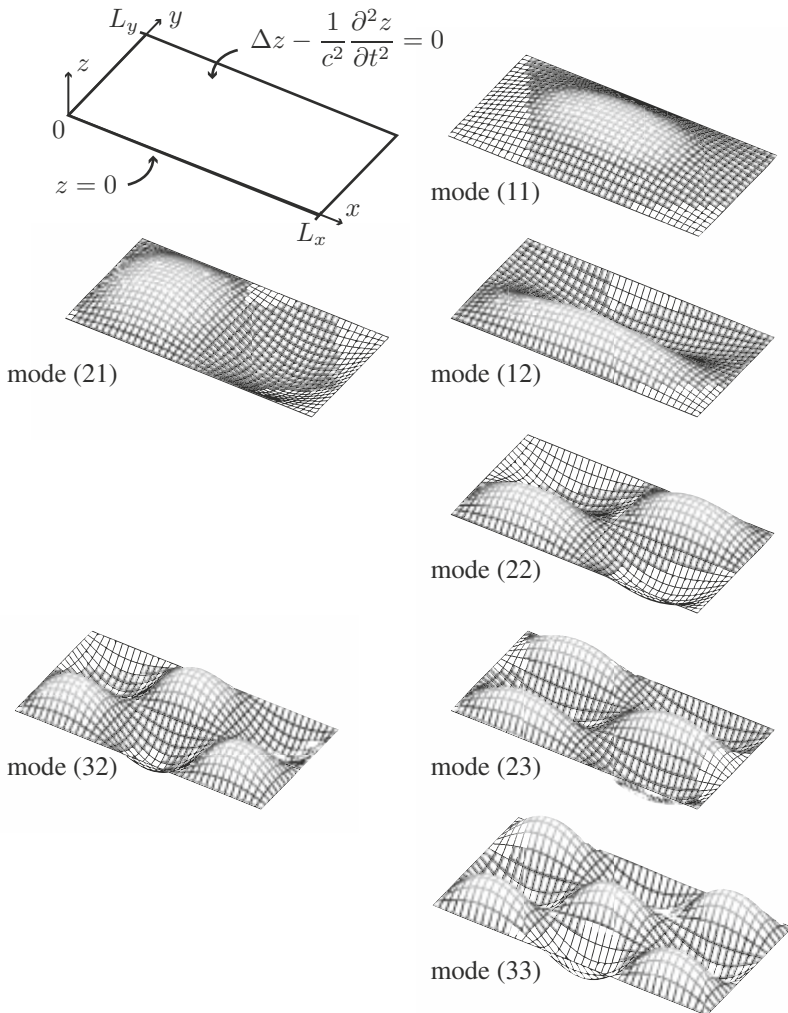 L_y y
Δz − 1/c² ∂²z/∂t² = 0
z
0
z = 0
x
L_x
mode (11)
mode (21)
mode (12)
mode (22)
mode (32)
mode (23)
mode (33)